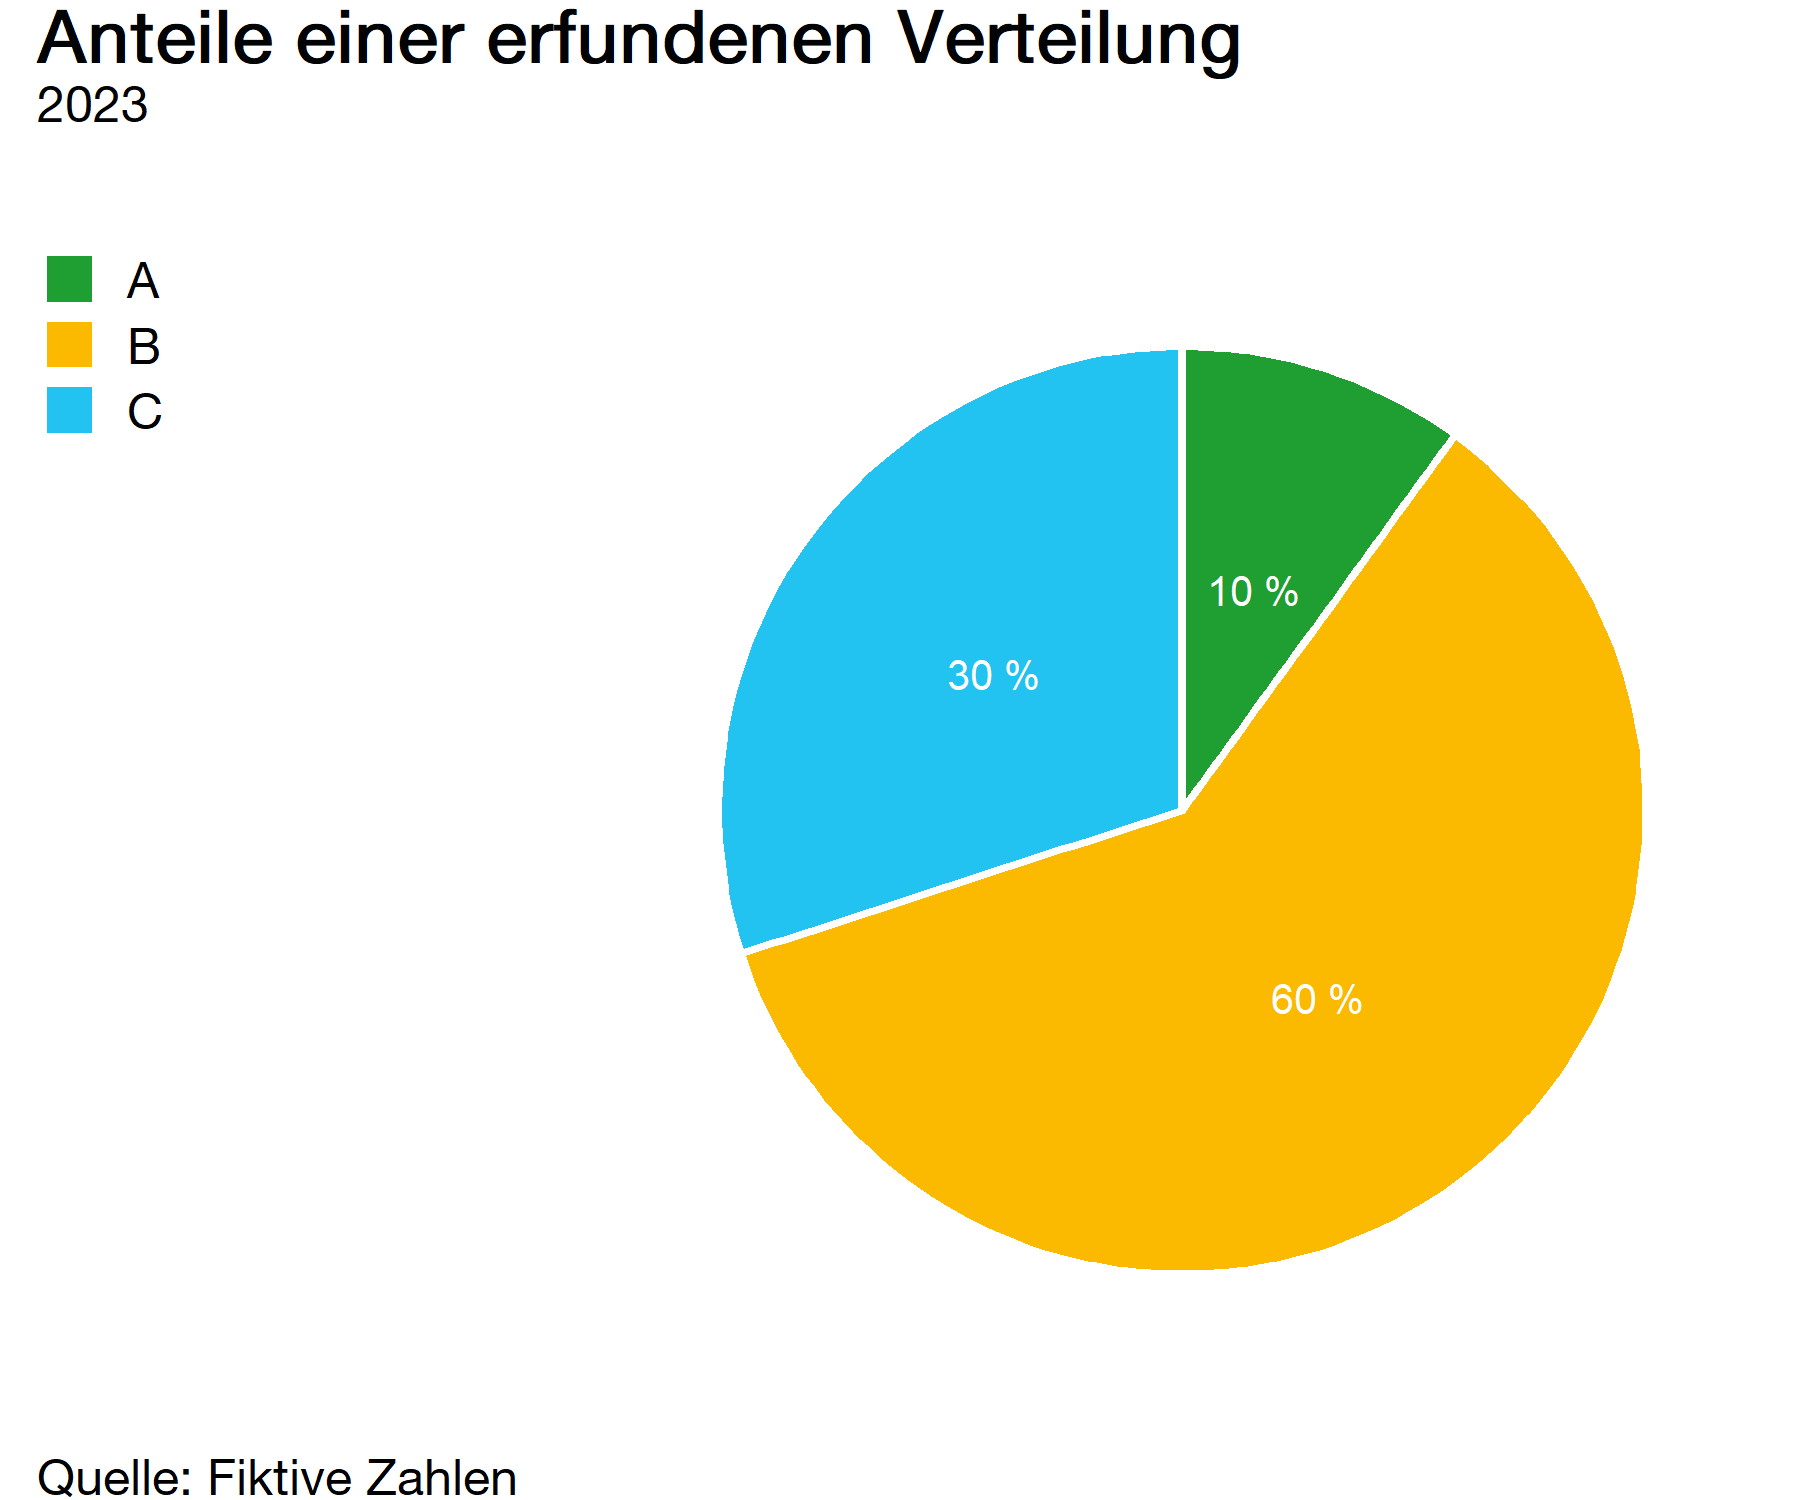 Anteile einer erfundenen Verteilung
2023
A
B
C
10 %
30 %
60 %
Quelle: Fiktive Zahlen